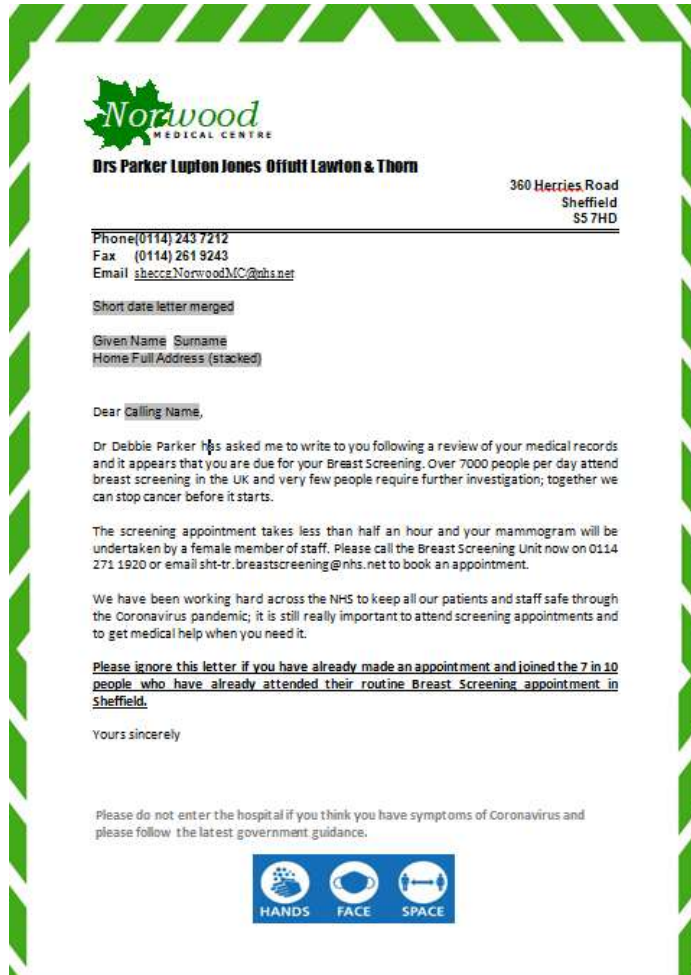 Norwood
MEDICAL CENTRE
Drs Parker Lupton Jones Offutt Lawton & Thorn
360 Herries Road
Sheffield
S5 7HD
Phone(0114) 243 7212
Fax (0114) 261 9243
Email sheccg.NorwoodMC@nhs.net
Short date letter merged
Given Name Surname
Home Full Address (stacked)
Dear Calling Name,
Dr Debbie Parker has asked me to write to you following a review of your medical records
and it appears that you are due for your Breast Screening. Over 7000 people per day attend
breast screening in the UK and very few people require further investigation; together we
can stop cancer before it starts.
The screening appointment takes less than half an hour and your mammogram will be
undertaken by a female member of staff. Please call the Breast Screening Unit now on 0114
271 1920 or email sht-tr.breastscreening@nhs.net to book an appointment.
We have been working hard across the NHS to keep all our patients and staff safe through
the Coronavirus pandemic; it is still really important to attend screening appointments and
to get medical help when you need it.
Please ignore this letter if you have already made an appointment and joined the 7 in 10
people who have already attended their routine Breast Screening appointment in
Sheffield.
Yours sincerely
Please do not enter the hospital if you think you have symptoms of Coronavirus and
please follow the latest government guidance.
HANDS FACE SPACE